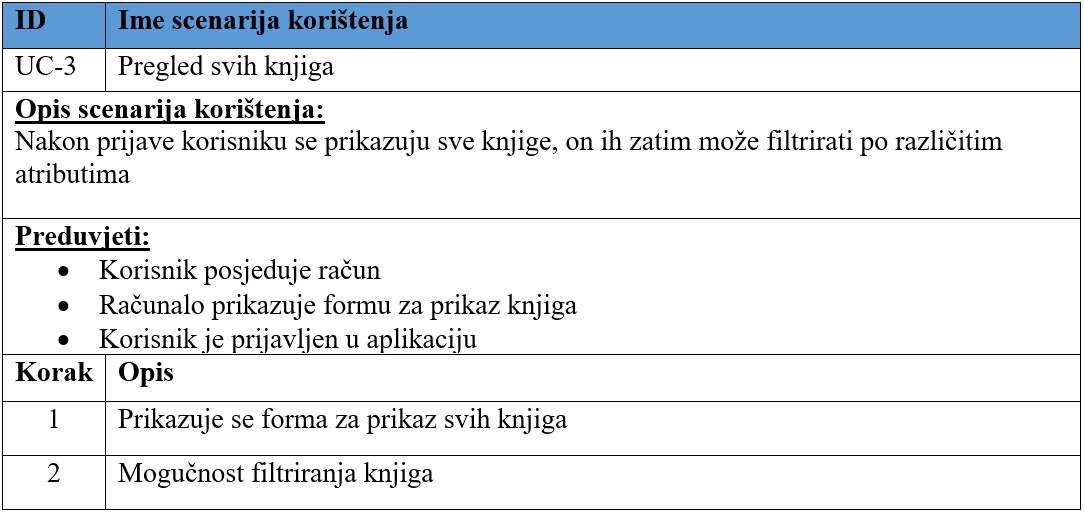 ID Ime scenarija korištenja
UC-3 Pregled svih knjiga
Opis scenarija korištenja:
Nakon prijave korisniku se prikazuju sve knjige, on ih zatim može filtrirati po različitim
atributima
Preduvjeti:
• Korisnik posjeduje račun
• Računalo prikazuje formu za prikaz knjiga
• Korisnik je prijavljen u aplikaciju
Korak Opis
1 Prikazuje se forma za prikaz svih knjiga
2 Mogučnost filtriranja knjiga